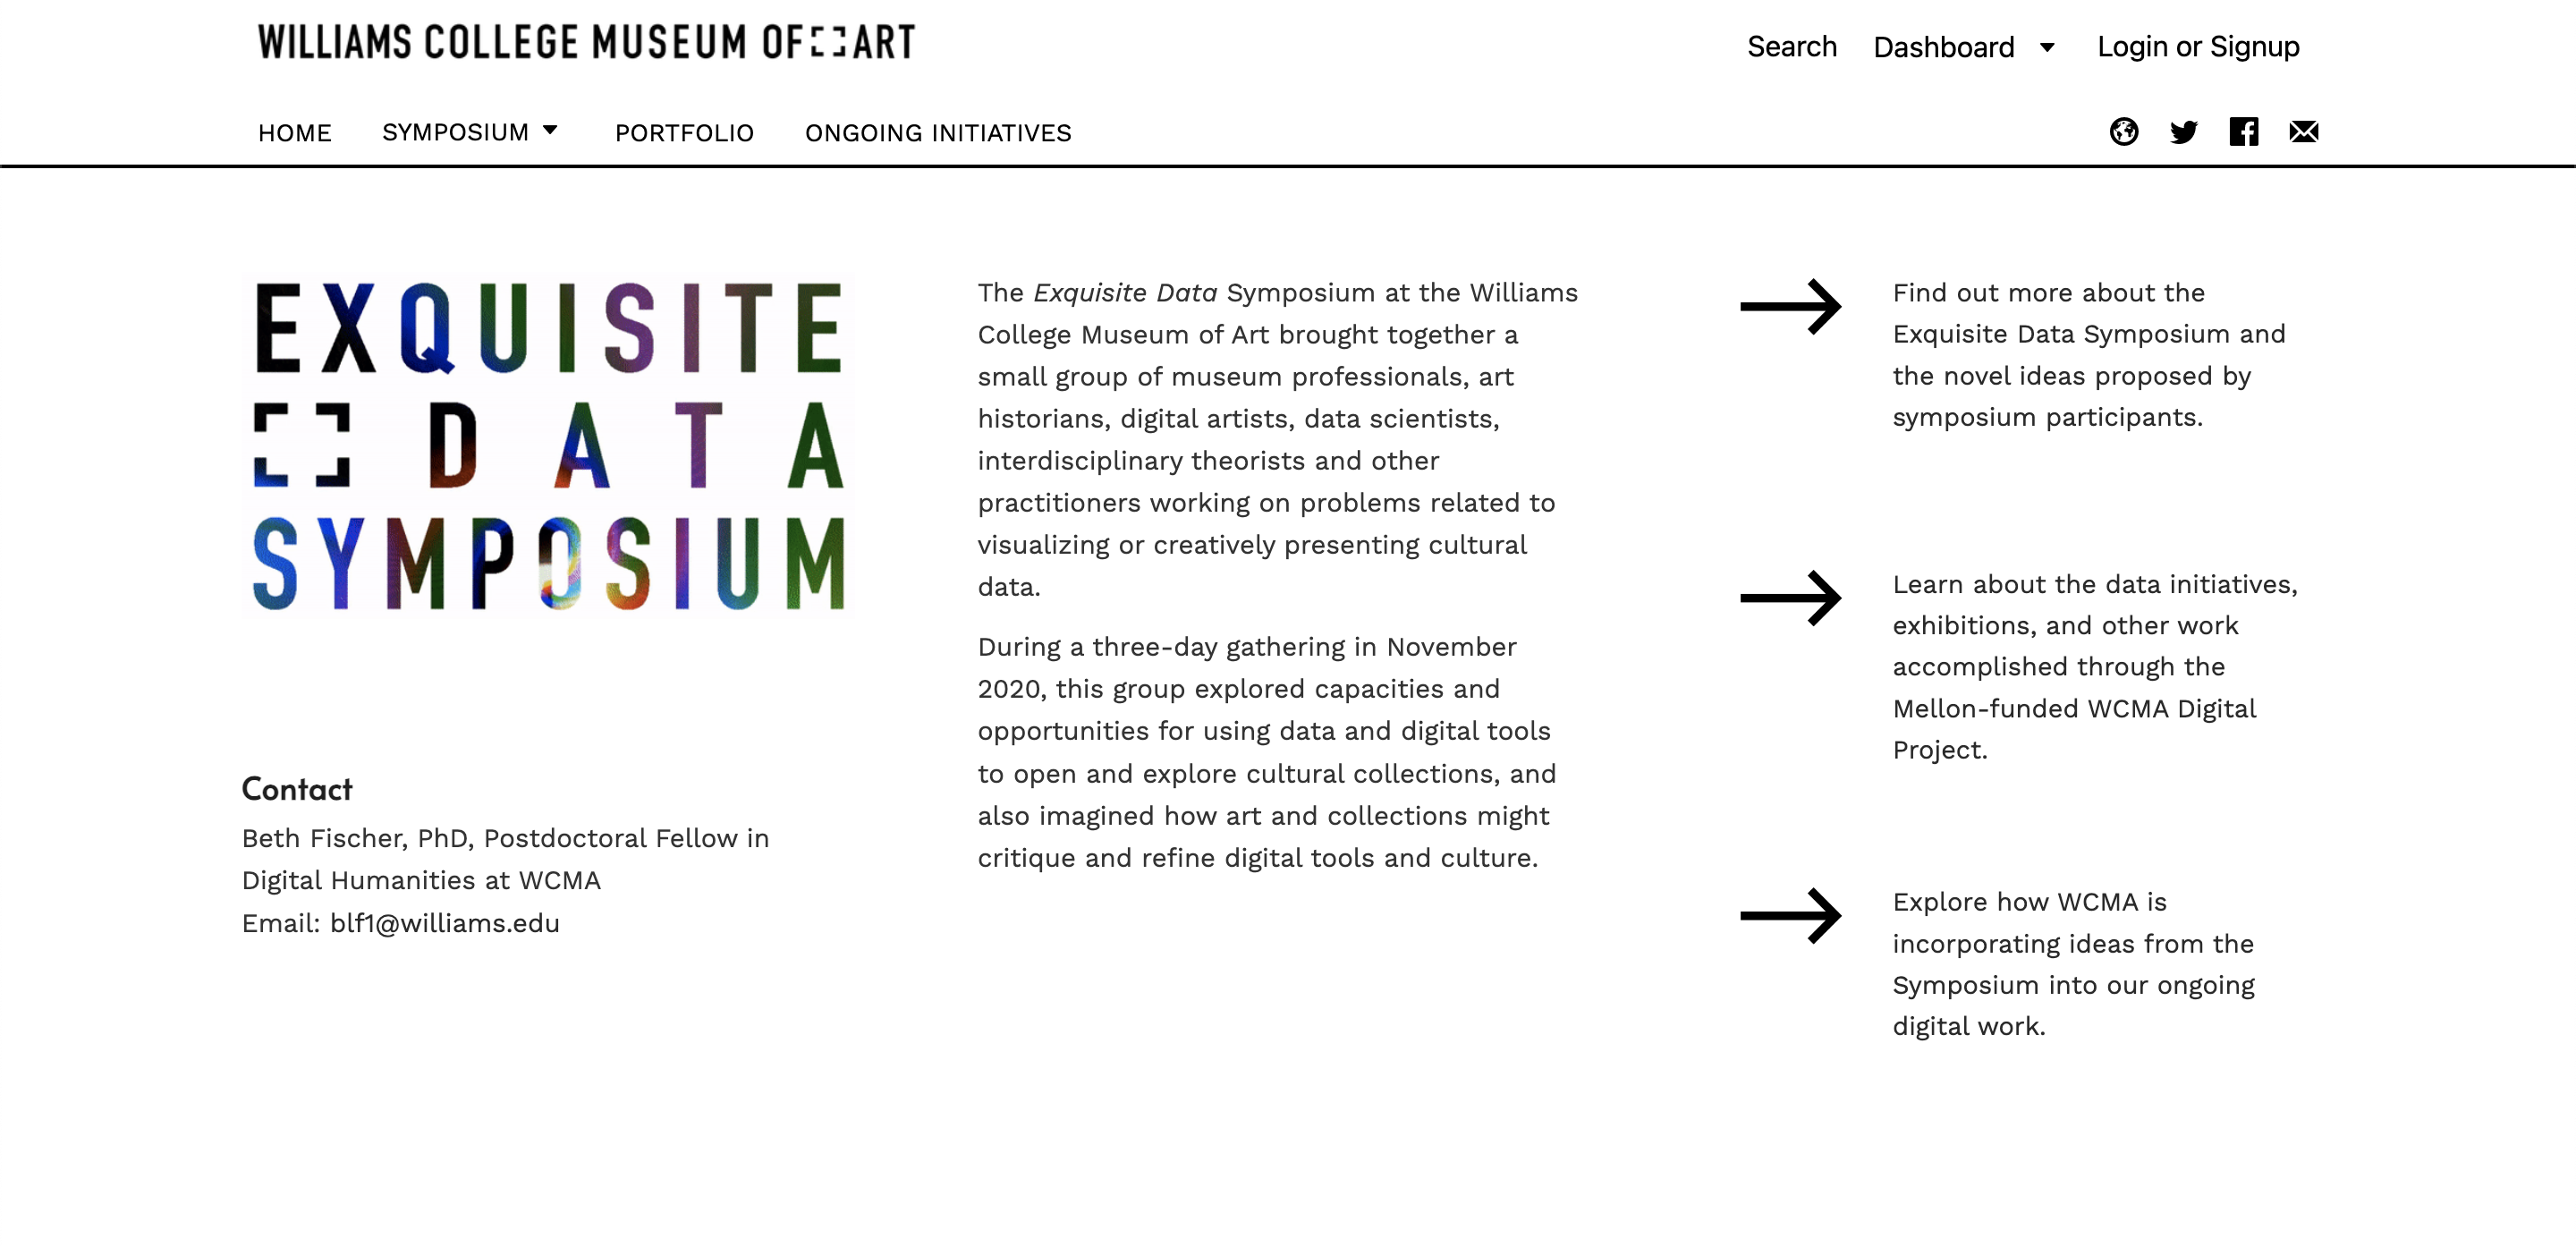 WILLIAMS COLLEGE MUSEUM OF ART
Search Dashboard Login or Signup
HOME SYMPOSIUM PORTFOLIO ONGOING INITIATIVES
EXQUISITE
DATA
SYMPOSIUM
Contact
Beth Fischer, PhD, Postdoctoral Fellow in
Digital Humanities at WCMA
Email: blf1@williams.edu
The Exquisite Data Symposium at the Williams
College Museum of Art brought together a
small group of museum professionals, art
historians, digital artists, data scientists,
interdisciplinary theorists and other
practitioners working on problems related to
visualizing or creatively presenting cultural
data.
During a three-day gathering in November
2020, this group explored capacities and
opportunities for using data and digital tools
to open and explore cultural collections, and
also imagined how art and collections might
critique and refine digital tools and culture.
Find out more about the
Exquisite Data Symposium and
the novel ideas proposed by
symposium participants.
Learn about the data initiatives,
exhibitions, and other work
accomplished through the
Mellon-funded WCMA Digital
Project.
Explore how WCMA is
incorporating ideas from the
Symposium into our ongoing
digital work.